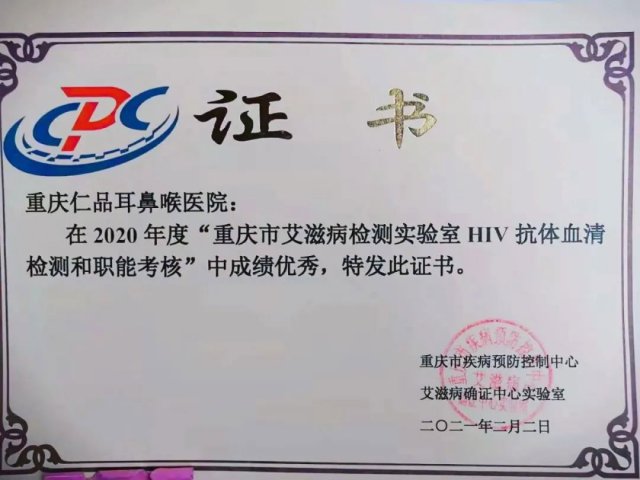 CPC
证 书
重庆仁品耳鼻喉医院：
在 2020 年度“重庆市艾滋病检测实验室 HIV 抗体血清
检测和职能考核”中成绩优秀，特发此证书。
重庆市疾病预防控制中心
艾滋病确证中心实验室
二〇二一年二月二日